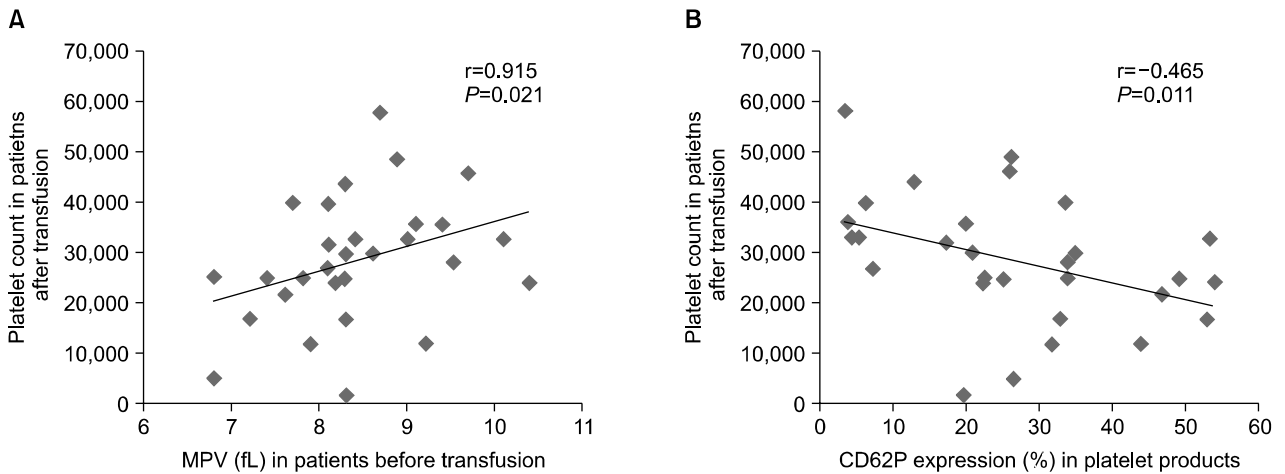 A
70,000
60,000
50,000
40,000
30,000
20,000
10,000
0
Platelet count in patietns
after transfusion
r=0.915
P=0.021
6 7 8 9 10 11
MPV (fL) in patients before transfusion
B
70,000
60,000
50,000
40,000
30,000
20,000
10,000
0
Platelet count in patietns
after transfusion
r=−0.465
P=0.011
0 10 20 30 40 50 60
CD62P expression (%) in platelet products